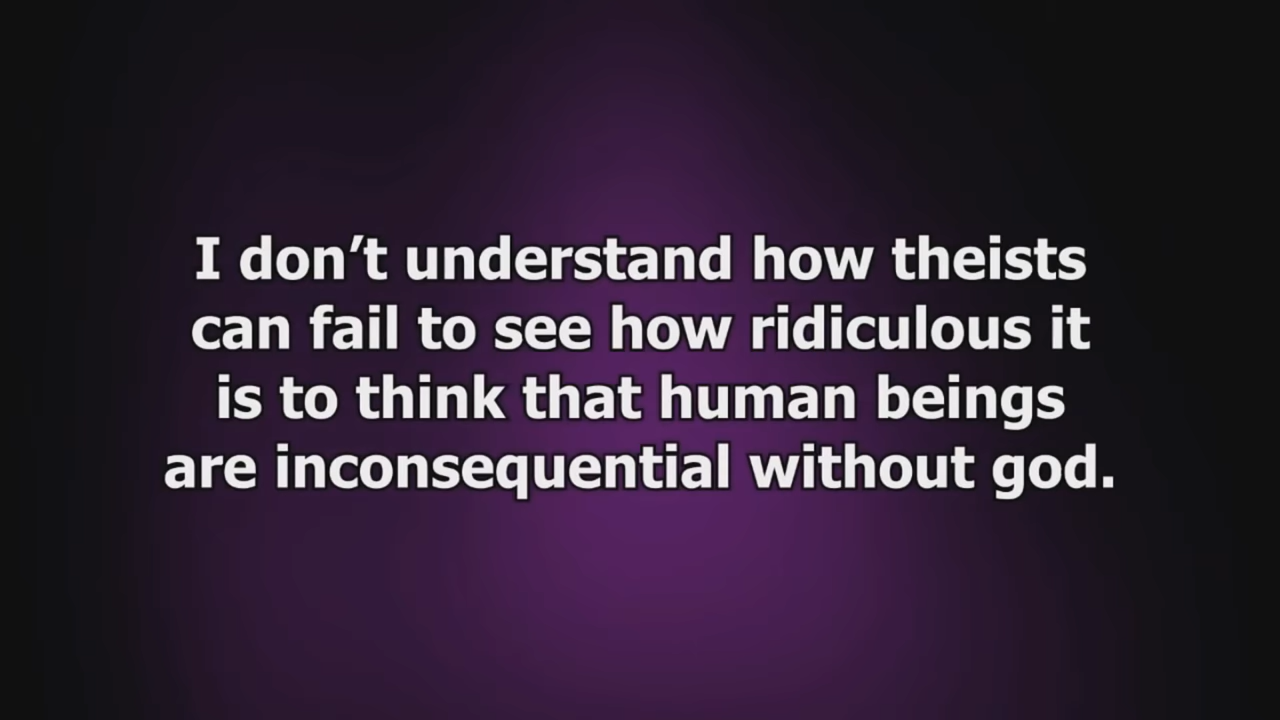 I don’t understand how theists
can fail to see how ridiculous it
is to think that human beings
are inconsequential without god.